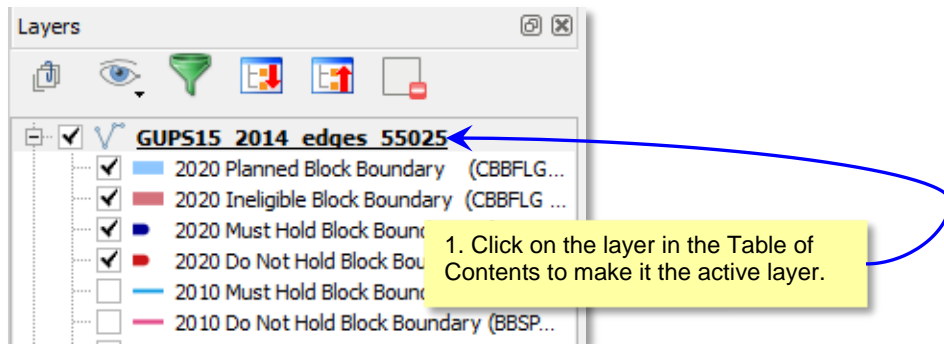 Layers
GUPS15_2014_edges_55025
2020 Planned Block Boundary (CBBFLG...
2020 Ineligible Block Boundary (CBBFLG ...
2020 Must Hold Block Boun
2020 Do Not Hold Block Bou
2010 Must Hold Block Boun
2010 Do Not Hold Block Boundary (BBSP...
1. Click on the layer in the Table of
Contents to make it the active layer.